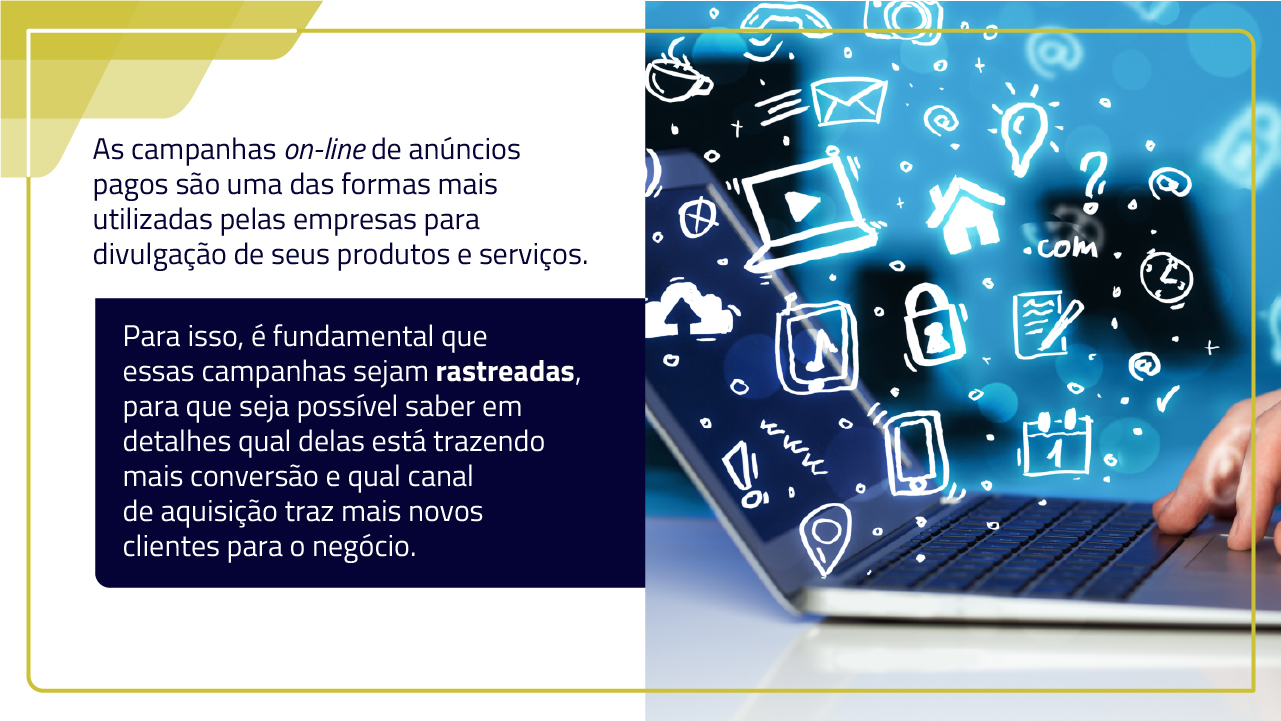 As campanhas on-line de anúncios
pagos são uma das formas mais
utilizadas pelas empresas para
divulgação de seus produtos e serviços.
Para isso, é fundamental que
essas campanhas sejam rastreadas,
para que seja possível saber em
detalhes qual delas está trazendo
mais conversão e qual canal
de aquisição traz mais novos
clientes para o negócio.
@
@
@
?
@
.com
@
www
1
!